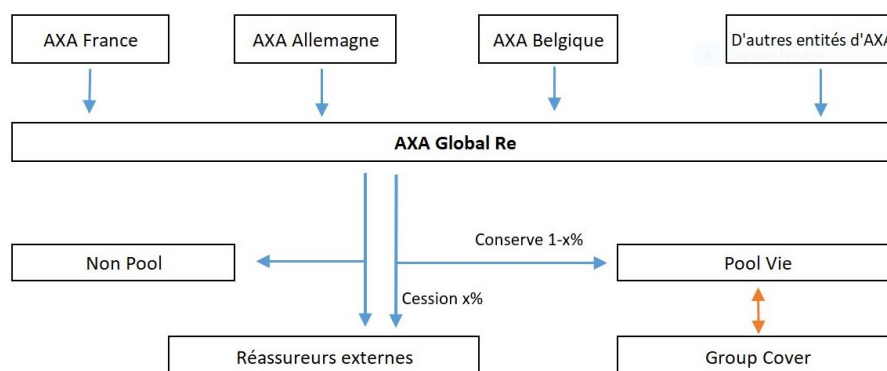 AXA France
AXA Allemagne
AXA Belgique
D'autres entités d'AXA
AXA Global Re
Conserve 1-x%
Non Pool
Pool Vie
Cession x%
Réassureurs externes
Group Cover